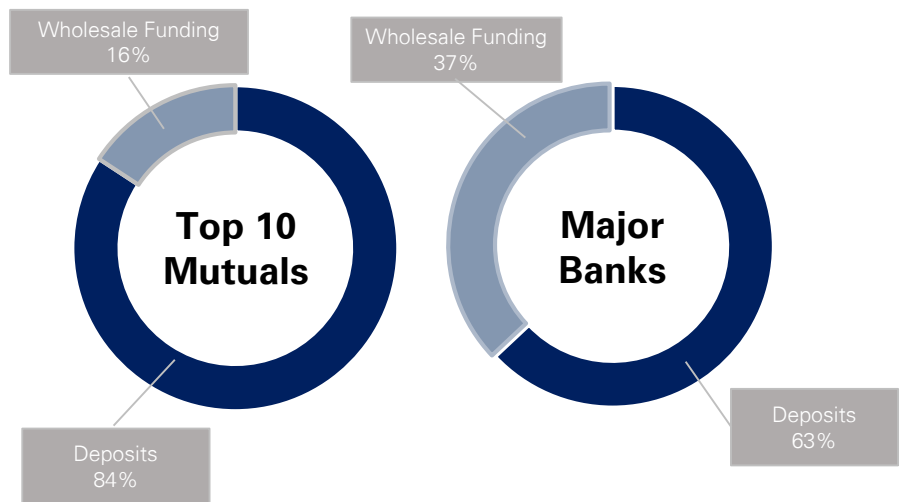 Wholesale Funding
16%
Wholesale Funding
37%
Top 10
Mutuals
Major
Banks
Deposits
84%
Deposits
63%